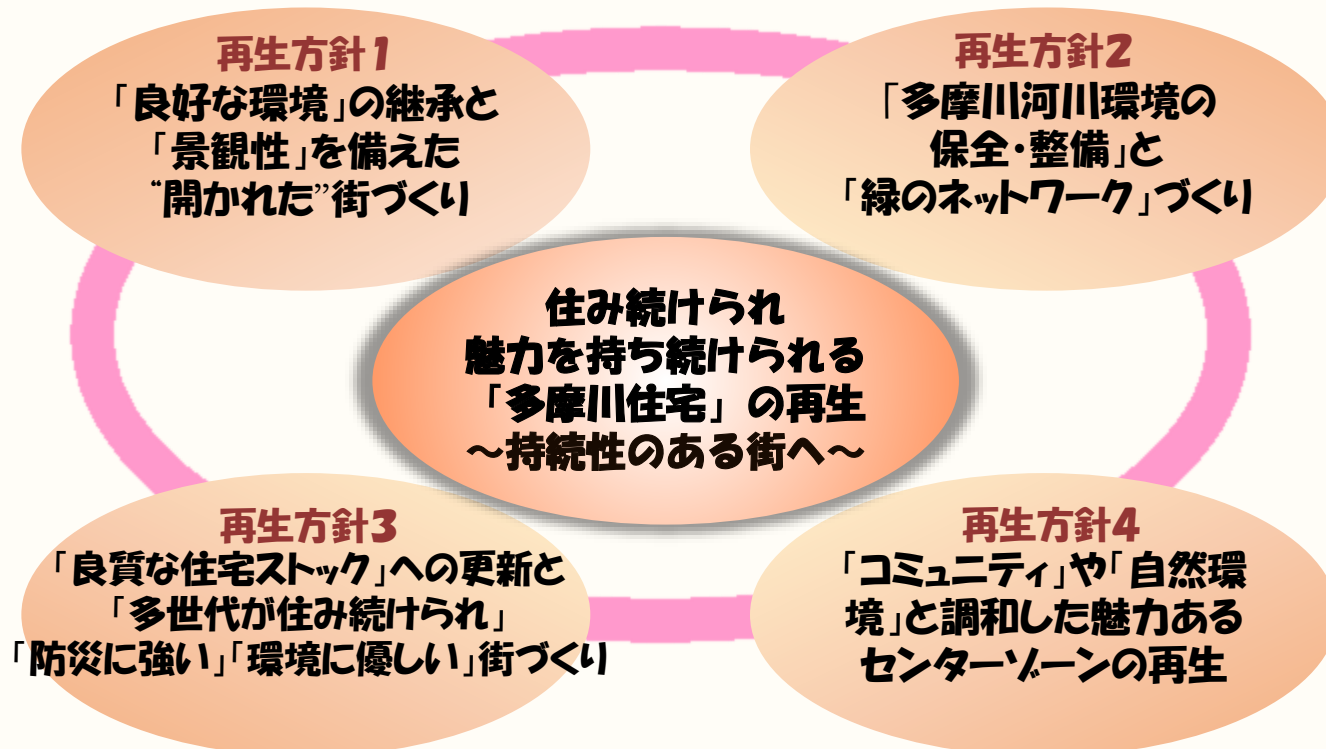 再生方針1
「良好な環境」の継承と
「景観性」を備えた
“開かれた”街づくり
再生方針2
「多摩川河川環境の
保全・整備」と
「緑のネットワーク」づくり
住み続けられ
魅力を持ち続けられる
「多摩川住宅」の再生
～持続性のある街へ～
再生方針3
「良質な住宅ストック」への更新と
「多世代が住み続けられ」
「防災に強い」「環境に優しい」街づくり
再生方針4
「コミュニティ」や「自然環
境」と調和した魅力ある
センターゾーンの再生